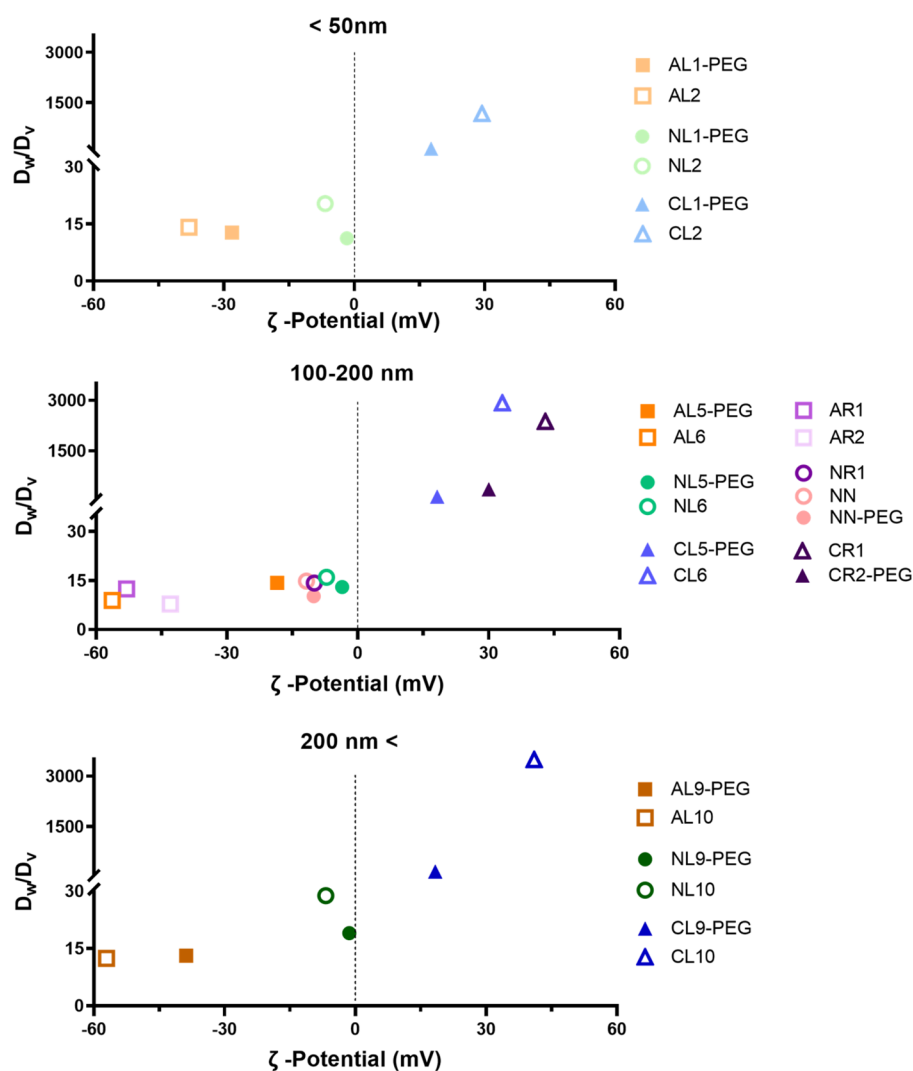 < 50nm
3000
1500
30
15
0
Dw/Dv
-60 -30 0 30 60
ζ -Potential (mV)
AL1-PEG
AL2
NL1-PEG
NL2
CL1-PEG
CL2
100-200 nm
3000
1500
30
15
0
Dw/Dv
-60 -30 0 30 60
ζ -Potential (mV)
AL5-PEG
AL6
NL5-PEG
NL6
CL5-PEG
CL6
AR1
AR2
NR1
NN
NN-PEG
CR1
CR2-PEG
200 nm <
3000
1500
30
15
0
Dw/Dv
-60 -30 0 30 60
ζ -Potential (mV)
AL9-PEG
AL10
NL9-PEG
NL10
CL9-PEG
CL10